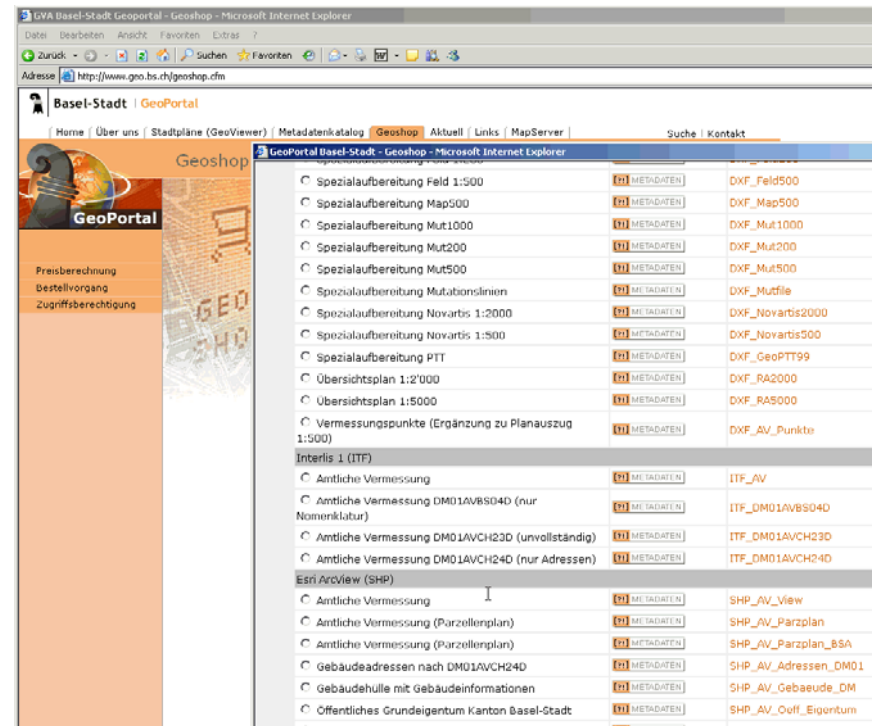 GVA Basel-Stadt Geoportal - Geoshop - Microsoft Internet Explorer
Datei Bearbeiten Ansicht Favoriten Extras ?
Zurück Suchen Favoriten
Adresse http://www.geo.bs.ch/geoshop.cfm
Basel-Stadt | GeoPortal
Home Über uns Stadtpläne (GeoViewer) Metadatenkatalog Geoshop Aktuell Links MapServer Suche | Kontakt
Geoshop
GeoPortal Basel-Stadt - Geoshop - Microsoft Internet Explorer
GeoPortal
Preisberechnung
Bestellvorgang
Zugriffsberechtigung
GEO
SHO
Spezialaufbereitung Feld 1:500 [?!] METADATEN DXF_Feld500
Spezialaufbereitung Map500 [?!] METADATEN DXF_Map500
Spezialaufbereitung Mut1000 [?!] METADATEN DXF_Mut1000
Spezialaufbereitung Mut200 [?!] METADATEN DXF_Mut200
Spezialaufbereitung Mut500 [?!] METADATEN DXF_Mut500
Spezialaufbereitung Mutationslinien [?!] METADATEN DXF_Mutfile
Spezialaufbereitung Novartis 1:2000 [?!] METADATEN DXF_Novartis2000
Spezialaufbereitung Novartis 1:500 [?!] METADATEN DXF_Novartis500
Spezialaufbereitung PTT [?!] METADATEN DXF_GeoPTT99
Übersichtsplan 1:2'000 [?!] METADATEN DXF_RA2000
Übersichtsplan 1:5000 [?!] METADATEN DXF_RA5000
Vermessungspunkte (Ergänzung zu Planauszug
1:500) [?!] METADATEN DXF_AV_Punkte
Interlis 1 (ITF)
Amtliche Vermessung [?!] METADATEN ITF_AV
Amtliche Vermessung DM01AVBS04D (nur
Nomenklatur) [?!] METADATEN ITF_DM01AVBS04D
Amtliche Vermessung DM01AVCH23D (unvollständig) [?!] METADATEN ITF_DM01AVCH23D
Amtliche Vermessung DM01AVCH24D (nur Adressen) [?!] METADATEN ITF_DM01AVCH24D
Esri ArcView (SHP)
Amtliche Vermessung [?!] METADATEN SHP_AV_View
Amtliche Vermessung (Parzellenplan) [?!] METADATEN SHP_AV_Parzplan
Amtliche Vermessung (Parzellenplan) [?!] METADATEN SHP_AV_Parzplan_BSA
Gebäudeadressen nach DM01AVCH24D [?!] METADATEN SHP_AV_Adressen_DM01
Gebäudehülle mit Gebäudeinformationen [?!] METADATEN SHP_AV_Gebaeude_DM
Öffentliches Grundeigentum Kanton Basel-Stadt [?!] METADATEN SHP_AV_Oeff_Eigentum